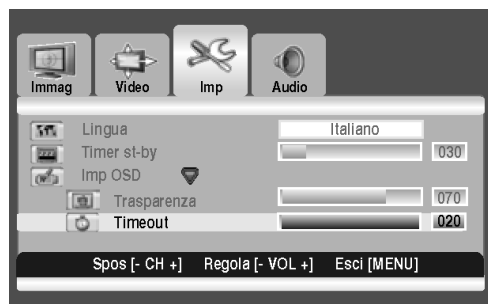 Immag Video Imp Audio
Lingua Italiano
Timer st-by 030
Imp OSD
Trasparenza 070
Timeout 020
Spos [- CH +] Regola [- VOL +] Esci [MENU]